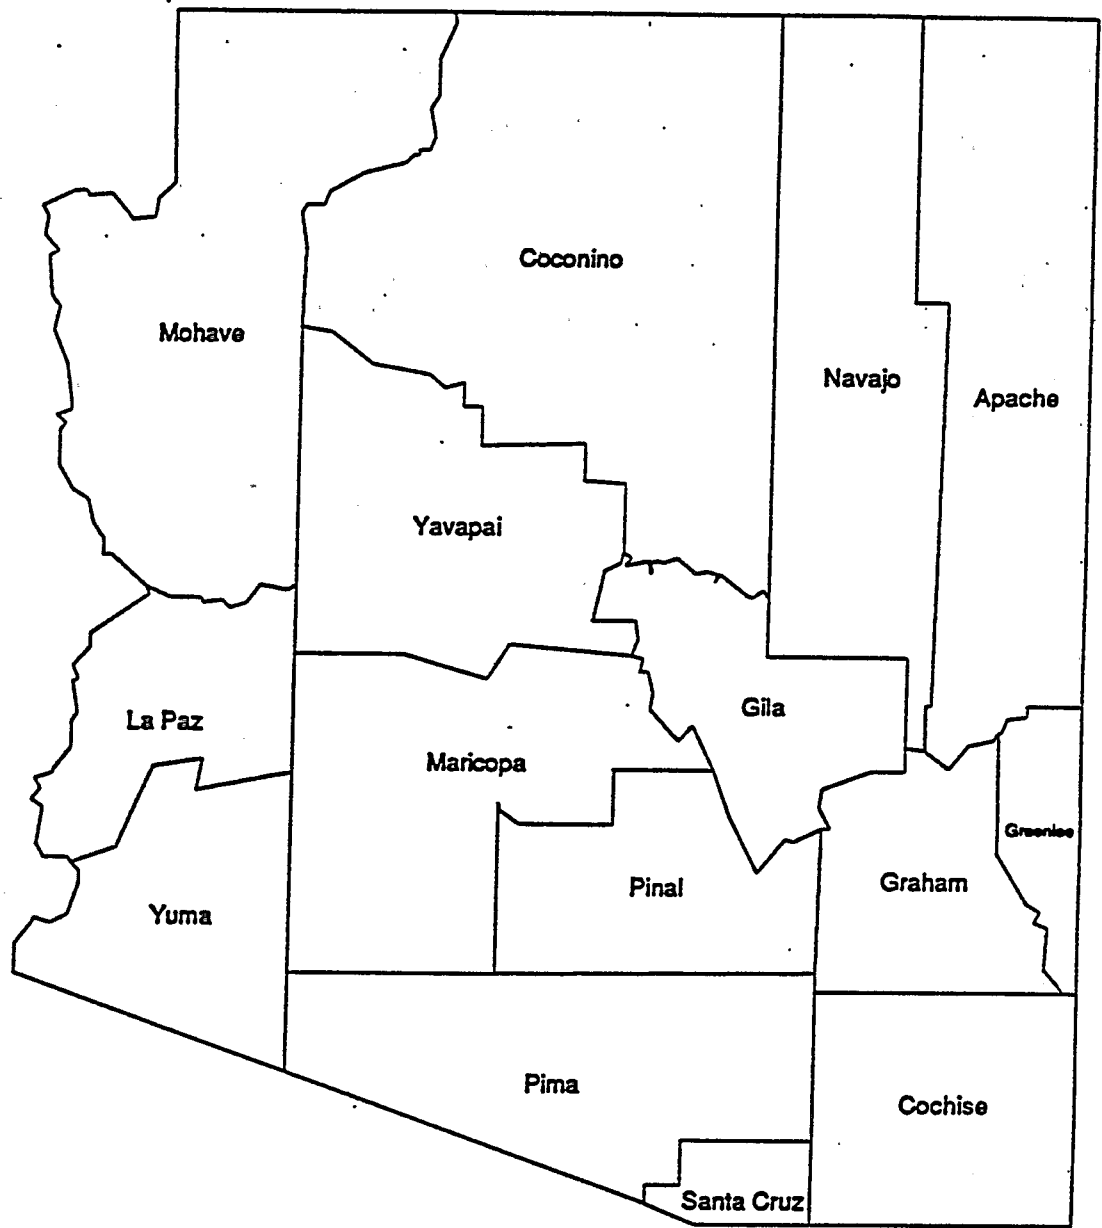 Coconino
Mohave
Navajo
Apache
Yavapai
La Paz
Gila
Maricopa
Greenlee
Pinal
Graham
Yuma
Pima
Cochise
Santa Cruz